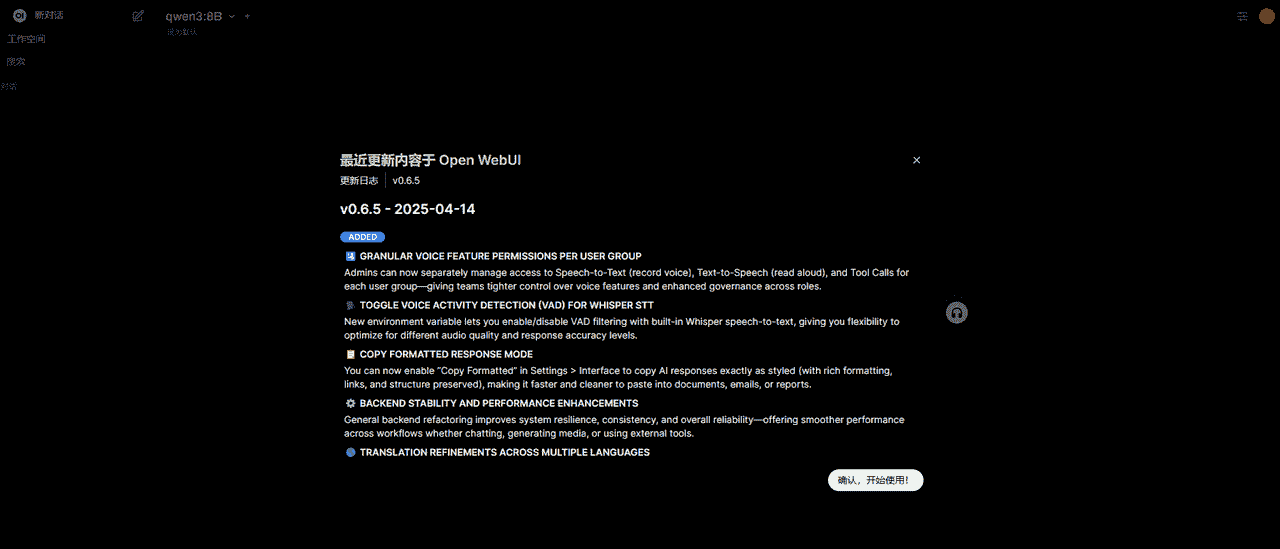 新对话
qwen3:8B
设为默认
工作空间
搜索
对话
最近更新内容于 Open WebUI
更新日志 v0.6.5
v0.6.5 - 2025-04-14
ADDED
GRANULAR VOICE FEATURE PERMISSIONS PER USER GROUP
Admins can now separately manage access to Speech-to-Text (record voice), Text-to-Speech (read aloud), and Tool Calls for
each user group—giving teams tighter control over voice features and enhanced governance across roles.
TOGGLE VOICE ACTIVITY DETECTION (VAD) FOR WHISPER STT
New environment variable lets you enable/disable VAD filtering with built-in Whisper speech-to-text, giving you flexibility to
optimize for different audio quality and response accuracy levels.
COPY FORMATTED RESPONSE MODE
You can now enable “Copy Formatted” in Settings > Interface to copy AI responses exactly as styled (with rich formatting,
links, and structure preserved), making it faster and cleaner to paste into documents, emails, or reports.
BACKEND STABILITY AND PERFORMANCE ENHANCEMENTS
General backend refactoring improves system resilience, consistency, and overall reliability—offering smoother performance
across workflows whether chatting, generating media, or using external tools.
TRANSLATION REFINEMENTS ACROSS MULTIPLE LANGUAGES
确认，开始使用！